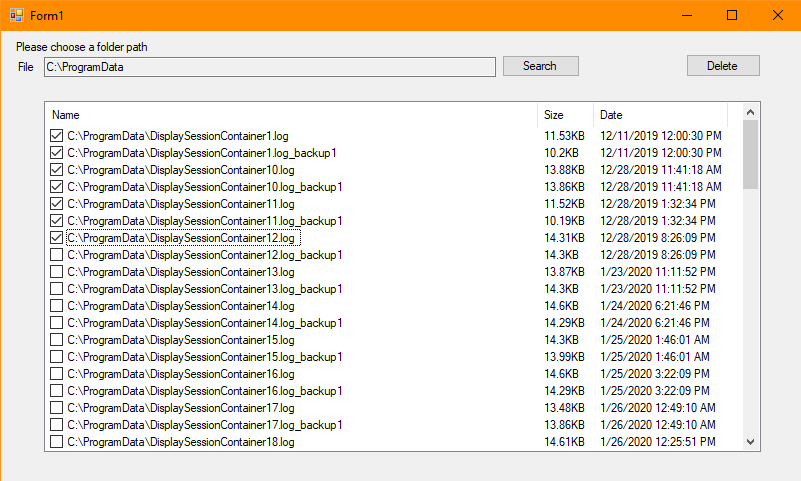 Form1
Please choose a folder path
File C:\ProgramData Search Delete
Name Size Date
C:\ProgramData\DisplaySessionContainer1.log 11.53KB 12/11/2019 12:00:30 PM
C:\ProgramData\DisplaySessionContainer1.log_backup1 10.2KB 12/11/2019 12:00:30 PM
C:\ProgramData\DisplaySessionContainer10.log 13.88KB 12/28/2019 11:41:18 AM
C:\ProgramData\DisplaySessionContainer10.log_backup1 13.86KB 12/28/2019 11:41:18 AM
C:\ProgramData\DisplaySessionContainer11.log 11.52KB 12/28/2019 1:32:34 PM
C:\ProgramData\DisplaySessionContainer11.log_backup1 10.19KB 12/28/2019 1:32:34 PM
C:\ProgramData\DisplaySessionContainer12.log 14.31KB 12/28/2019 8:26:09 PM
C:\ProgramData\DisplaySessionContainer12.log_backup1 14.3KB 12/28/2019 8:26:09 PM
C:\ProgramData\DisplaySessionContainer13.log 13.87KB 1/23/2020 11:11:52 PM
C:\ProgramData\DisplaySessionContainer13.log_backup1 14.3KB 1/23/2020 11:11:52 PM
C:\ProgramData\DisplaySessionContainer14.log 14.6KB 1/24/2020 6:21:46 PM
C:\ProgramData\DisplaySessionContainer14.log_backup1 14.29KB 1/24/2020 6:21:46 PM
C:\ProgramData\DisplaySessionContainer15.log 14.3KB 1/25/2020 1:46:01 AM
C:\ProgramData\DisplaySessionContainer15.log_backup1 13.99KB 1/25/2020 1:46:01 AM
C:\ProgramData\DisplaySessionContainer16.log 14.6KB 1/25/2020 3:22:09 PM
C:\ProgramData\DisplaySessionContainer16.log_backup1 14.29KB 1/25/2020 3:22:09 PM
C:\ProgramData\DisplaySessionContainer17.log 13.48KB 1/26/2020 12:49:10 AM
C:\ProgramData\DisplaySessionContainer17.log_backup1 13.86KB 1/26/2020 12:49:10 AM
C:\ProgramData\DisplaySessionContainer18.log 14.61KB 1/26/2020 12:25:51 PM